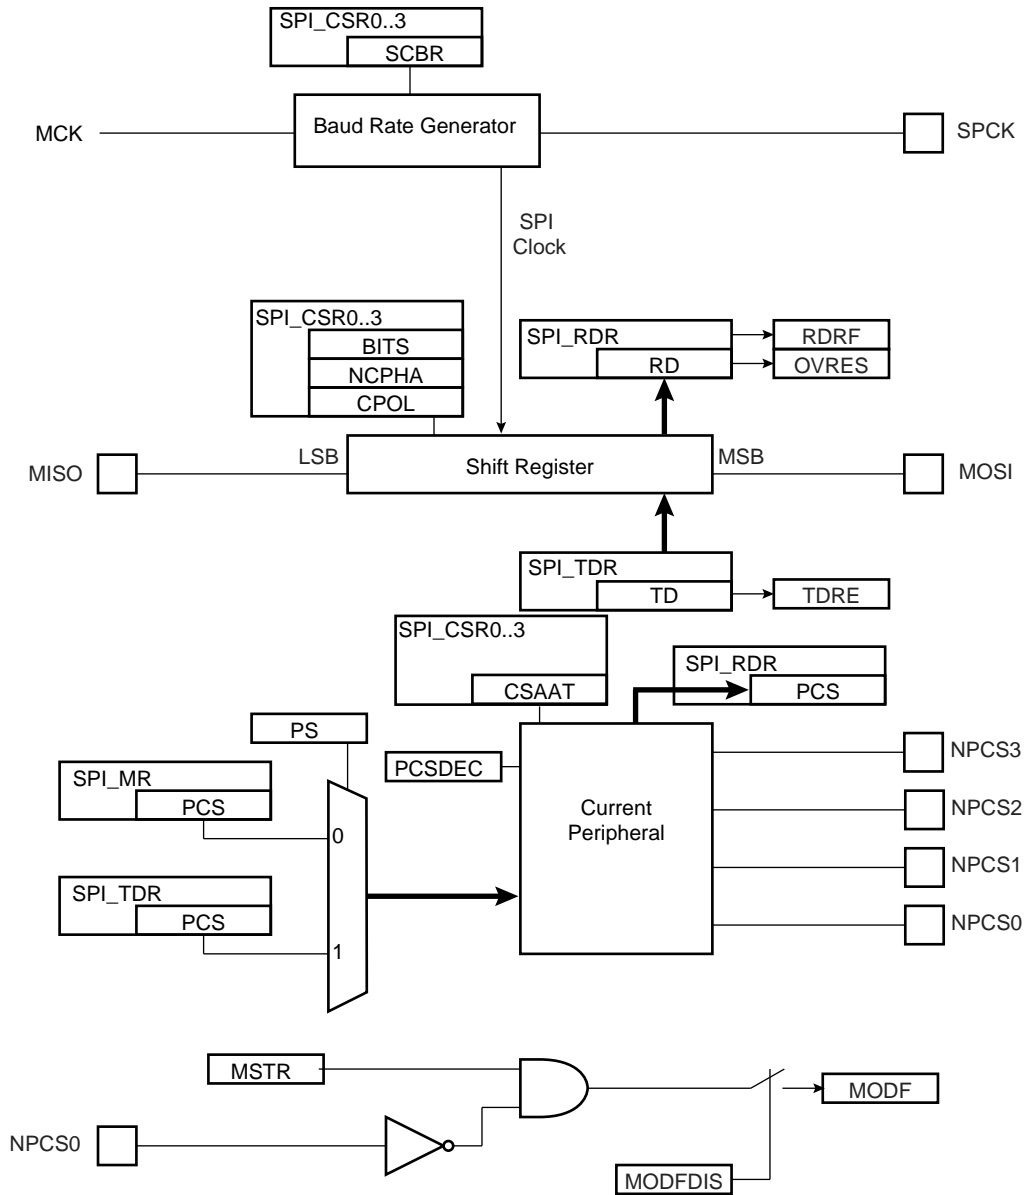 SPI_CSR0..3
SCBR
MCK
Baud Rate Generator
SPCK
SPI
Clock
SPI_CSR0..3
BITS
NCPHA
CPOL
SPI_RDR
RD
RDRF
OVRES
MISO
LSB
Shift Register
MSB
MOSI
SPI_TDR
TD
TDRE
SPI_CSR0..3
CSAAT
SPI_RDR
PCS
PS
PCSDEC
SPI_MR
PCS
0
SPI_TDR
PCS
1
Current
Peripheral
NPCS3
NPCS2
NPCS1
NPCS0
MSTR
MODF
NPCS0
MODFDIS